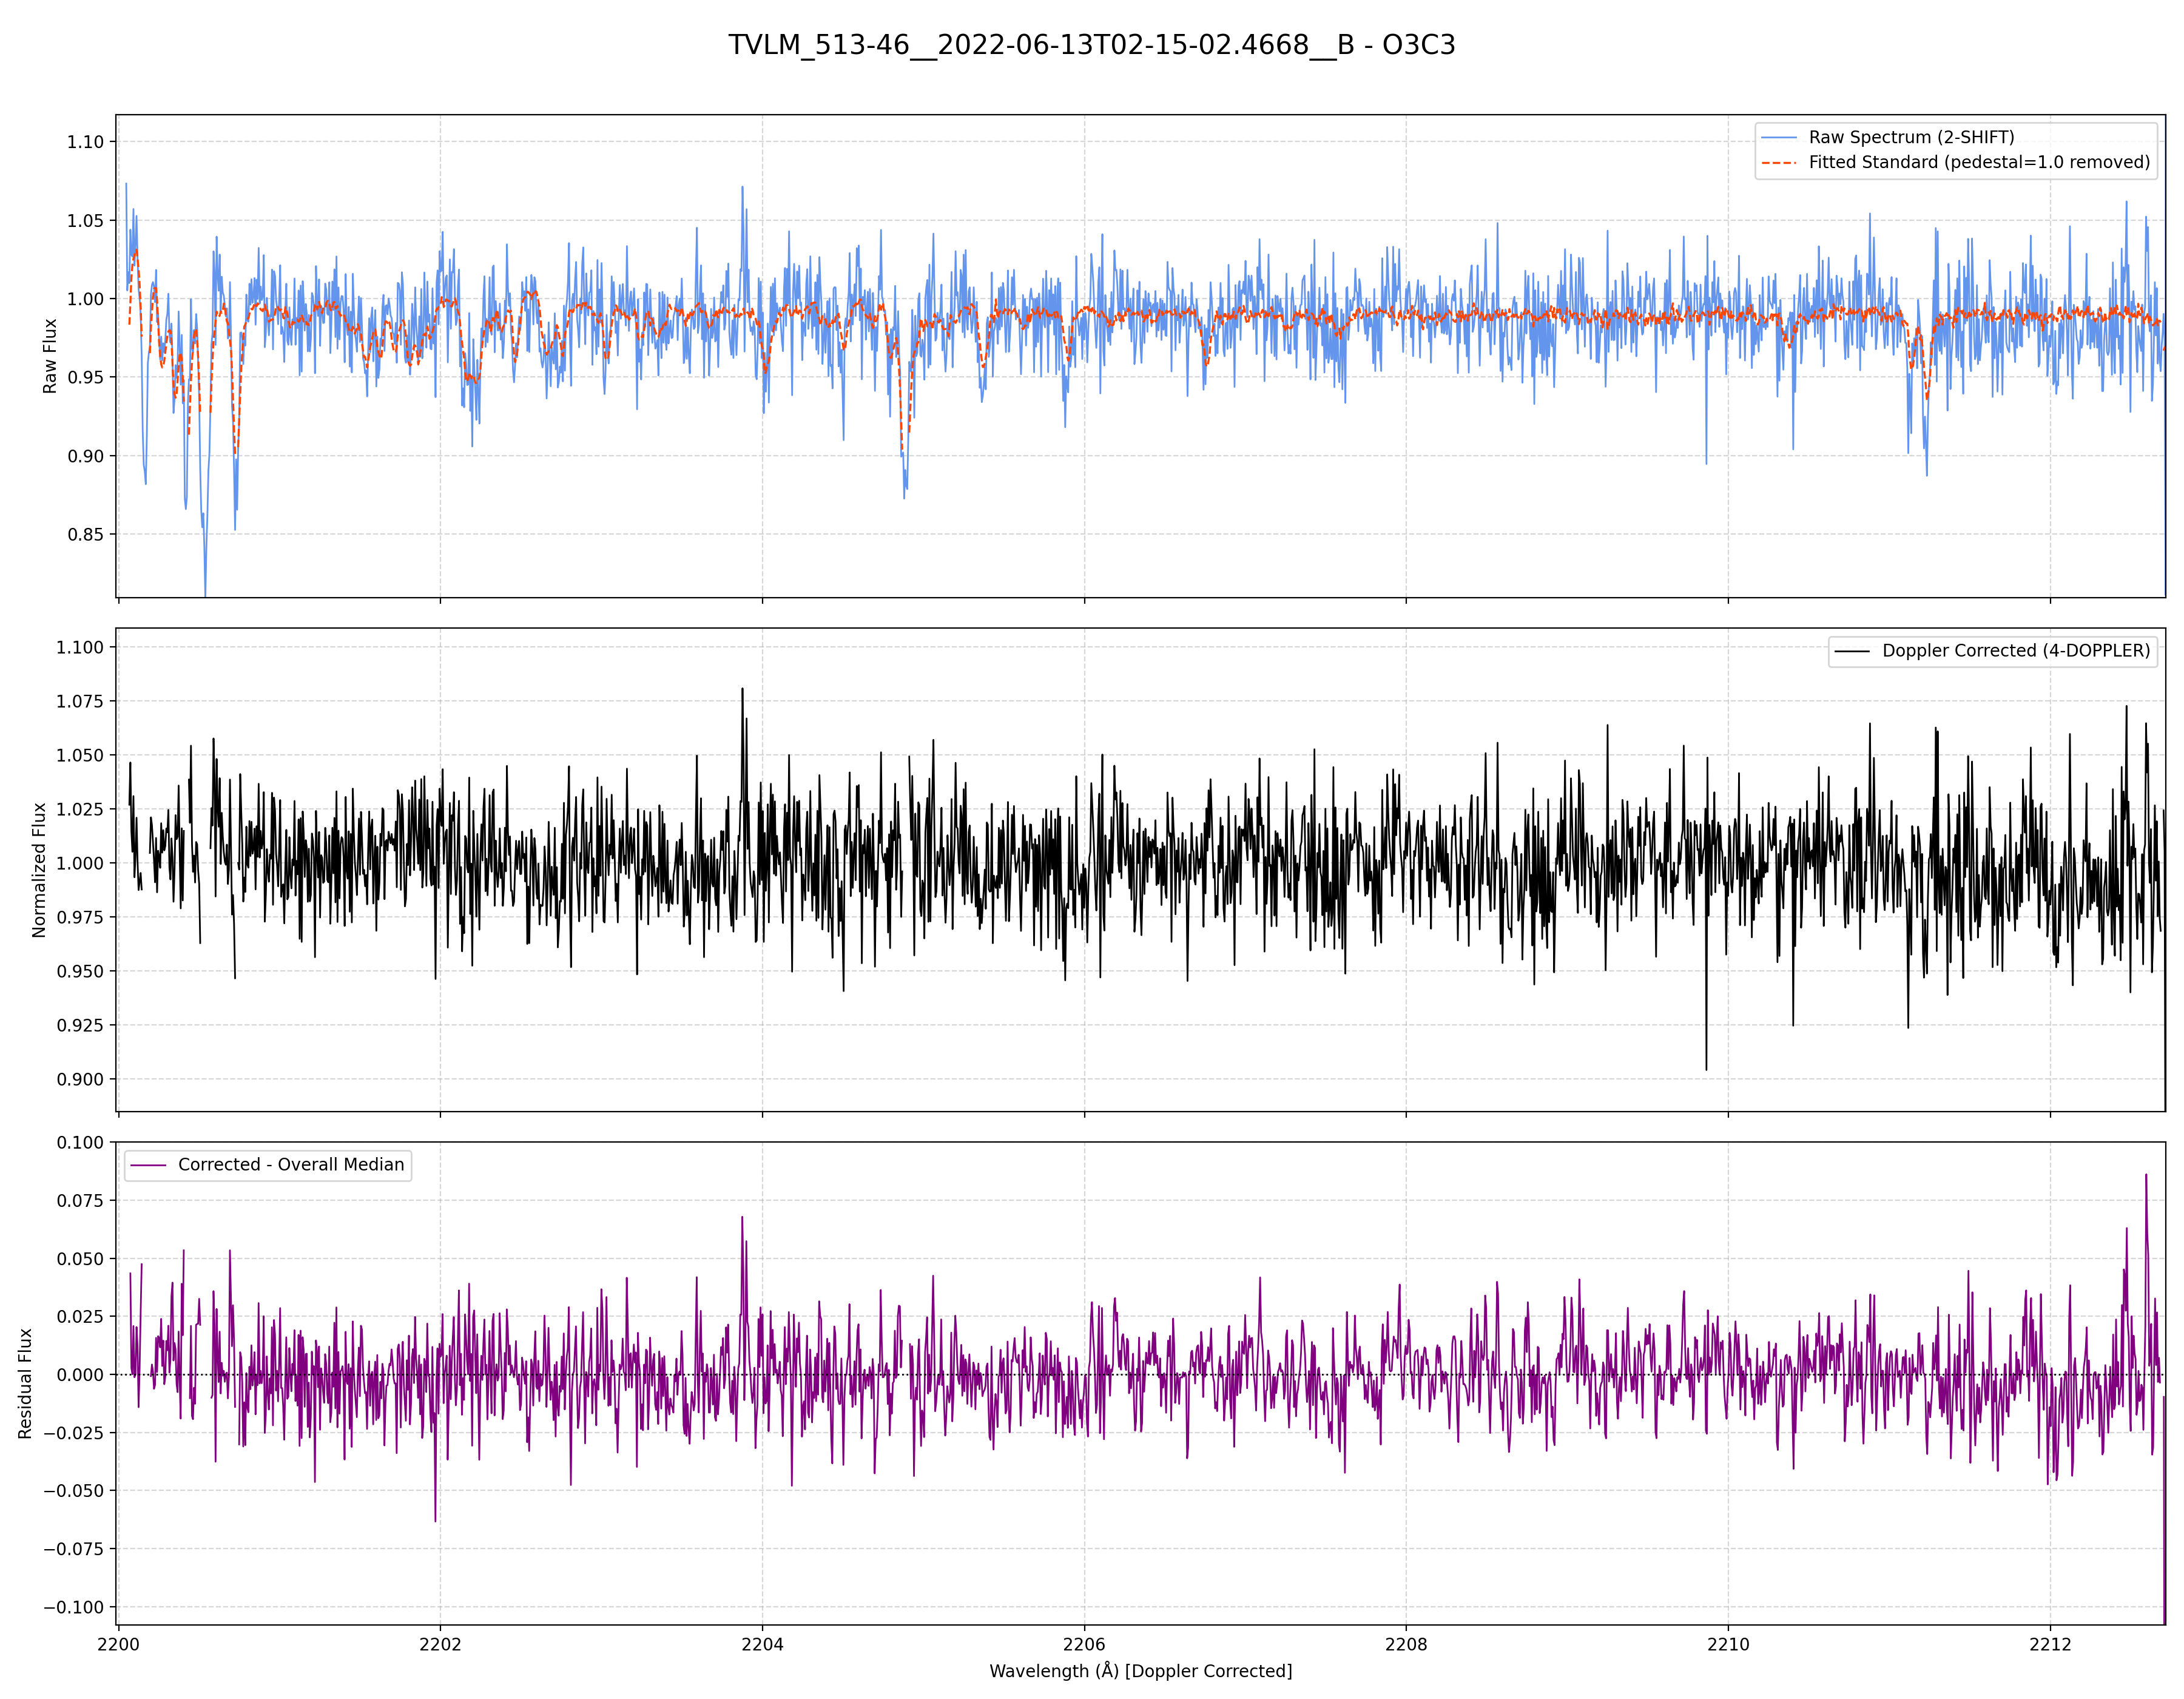 TVLM_513-46__2022-06-13T02-15-02.4668__B - O3C3
Raw Flux
1.10
1.05
1.00
0.95
0.90
0.85
Raw Spectrum (2-SHIFT)
Fitted Standard (pedestal=1.0 removed)
Normalized Flux
1.100
1.075
1.050
1.025
1.000
0.975
0.950
0.925
0.900
Doppler Corrected (4-DOPPLER)
Residual Flux
0.100
0.075
0.050
0.025
0.000
−0.025
−0.050
−0.075
−0.100
Corrected - Overall Median
2200 2202 2204 2206 2208 2210 2212
Wavelength (Å) [Doppler Corrected]